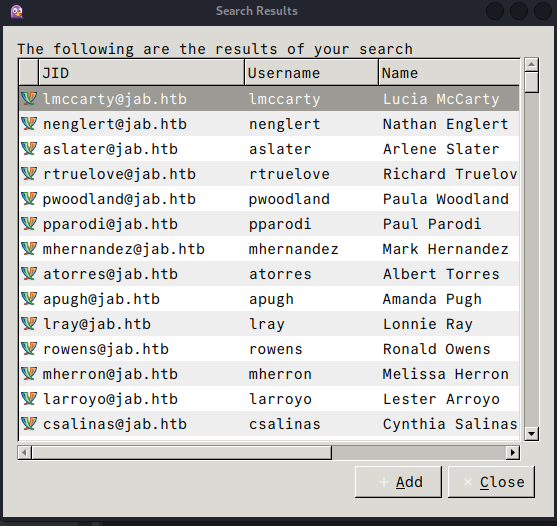 Search Results
The following are the results of your search
JID Username Name
lmccarty@jab.htb lmccarty Lucia McCarty
nenglert@jab.htb nenglert Nathan Englert
aslater@jab.htb aslater Arlene Slater
rtruelove@jab.htb rtruelove Richard Truelov
pwoodland@jab.htb pwoodland Paula Woodland
pparodi@jab.htb pparodi Paul Parodi
mhernandez@jab.htb mhernandez Mark Hernandez
atorres@jab.htb atorres Albert Torres
apugh@jab.htb apugh Amanda Pugh
lray@jab.htb lray Lonnie Ray
rowens@jab.htb rowens Ronald Owens
mherron@jab.htb mherron Melissa Herron
larroyo@jab.htb larroyo Lester Arroyo
csalinas@jab.htb csalinas Cynthia Salinas
+ Add × Close